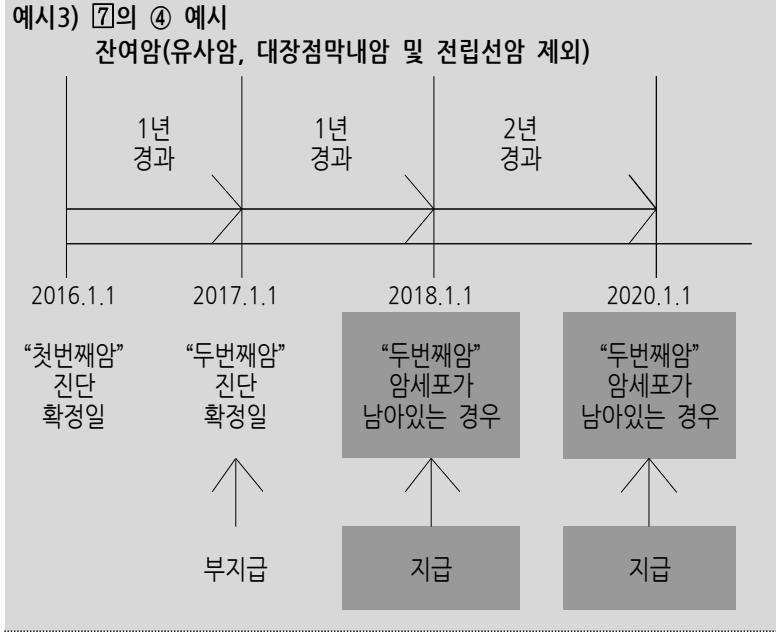 예시3) 7의 ④ 예시
잔여암(유사암, 대장점막내암 및 전립선암 제외)
1년
경과
1년
경과
2년
경과
2016.1.1
2017.1.1
2018.1.1
2020.1.1
“첫번째암”
진단
확정일
“두번째암”
진단
확정일
“두번째암”
암세포가
남아있는 경우
“두번째암”
암세포가
남아있는 경우
부지급
지급
지급